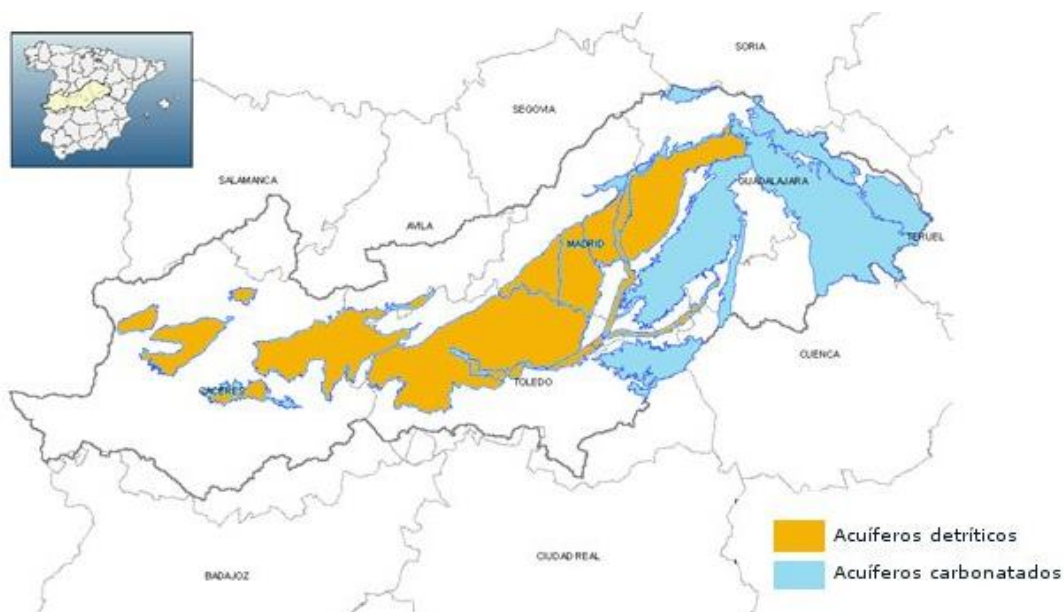 SORIA
SEGOVIA
SALAMANCA
GUADALAJARA
AVILA
TERUEL
MADRID
CUENCA
TOLEDO
CACERES
Acuíferos detríticos
CIUDAD REAL
Acuíferos carbonatados
BADAJOZ